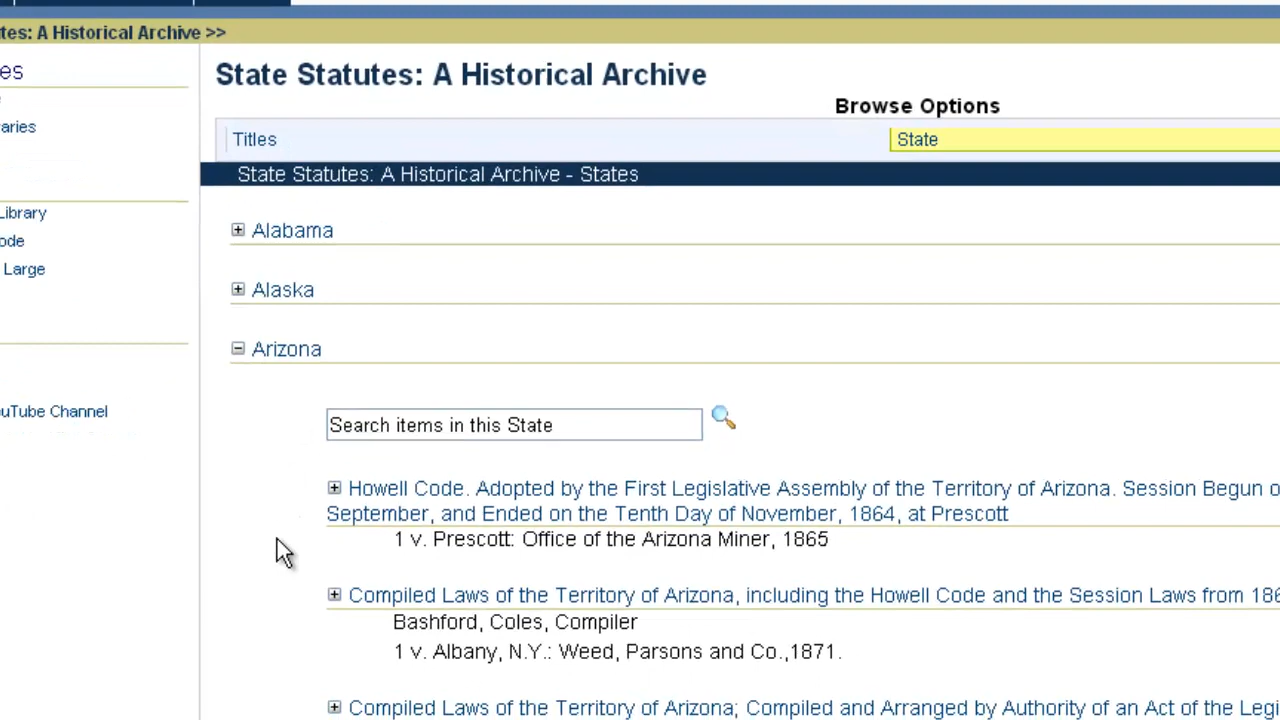 tes: A Historical Archive >>
es
aries
Library
ode
Large
uTube Channel
State Statutes: A Historical Archive
Browse Options
Titles
State
State Statutes: A Historical Archive - States
Alabama
Alaska
Arizona
Search items in this State
Howell Code. Adopted by the First Legislative Assembly of the Territory of Arizona. Session Begun o
September, and Ended on the Tenth Day of November, 1864, at Prescott
1 v. Prescott: Office of the Arizona Miner, 1865
Compiled Laws of the Territory of Arizona, including the Howell Code and the Session Laws from 186
Bashford, Coles, Compiler
1 v. Albany, N.Y.: Weed, Parsons and Co.,1871.
Compiled Laws of the Territory of Arizona; Compiled and Arranged by Authority of an Act of the Legi